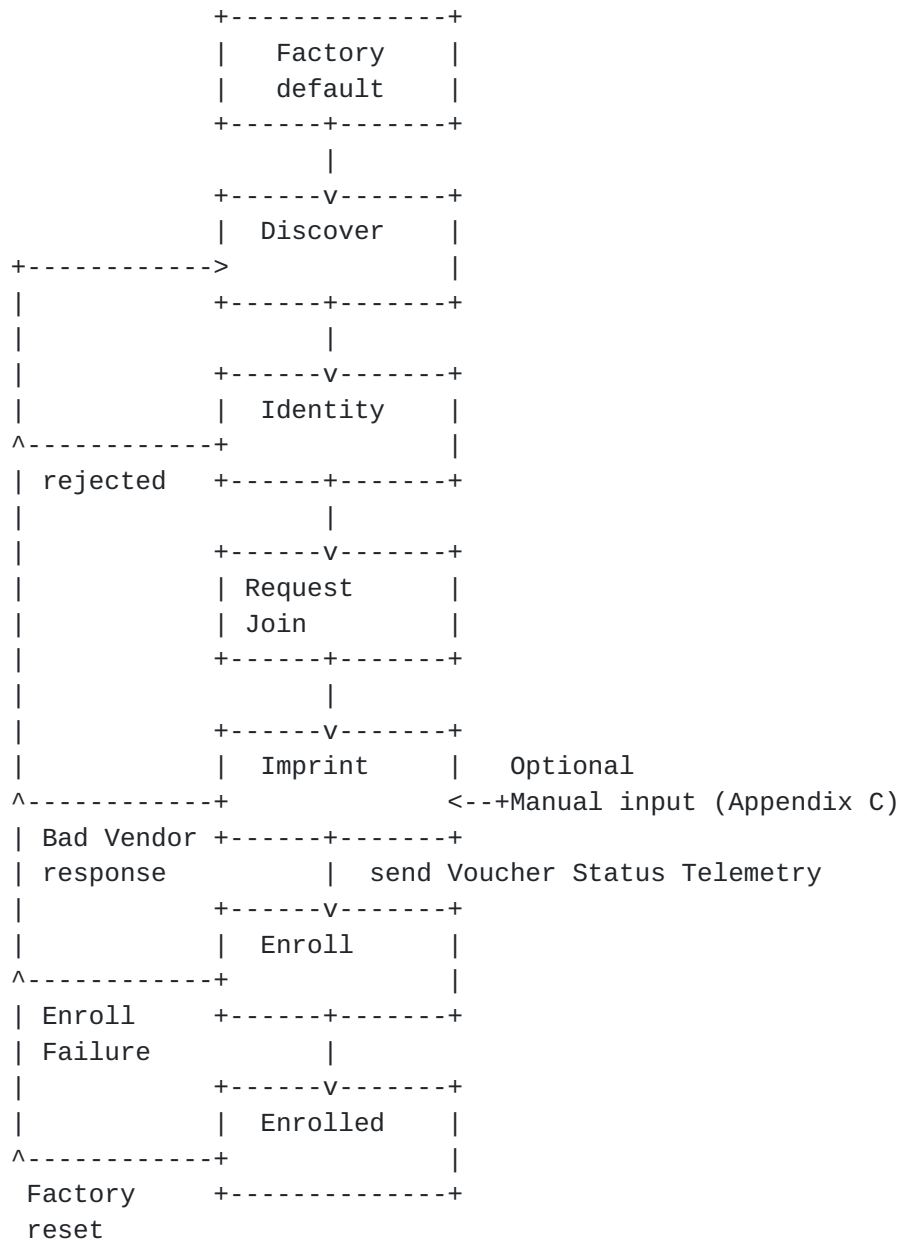 Factory
default
Discover
Identity
rejected
Request
Join
Imprint Optional
Manual input (Appendix C)
Bad Vendor
response send Voucher Status Telemetry
Enroll
Enroll
Failure
Enrolled
Factory
reset